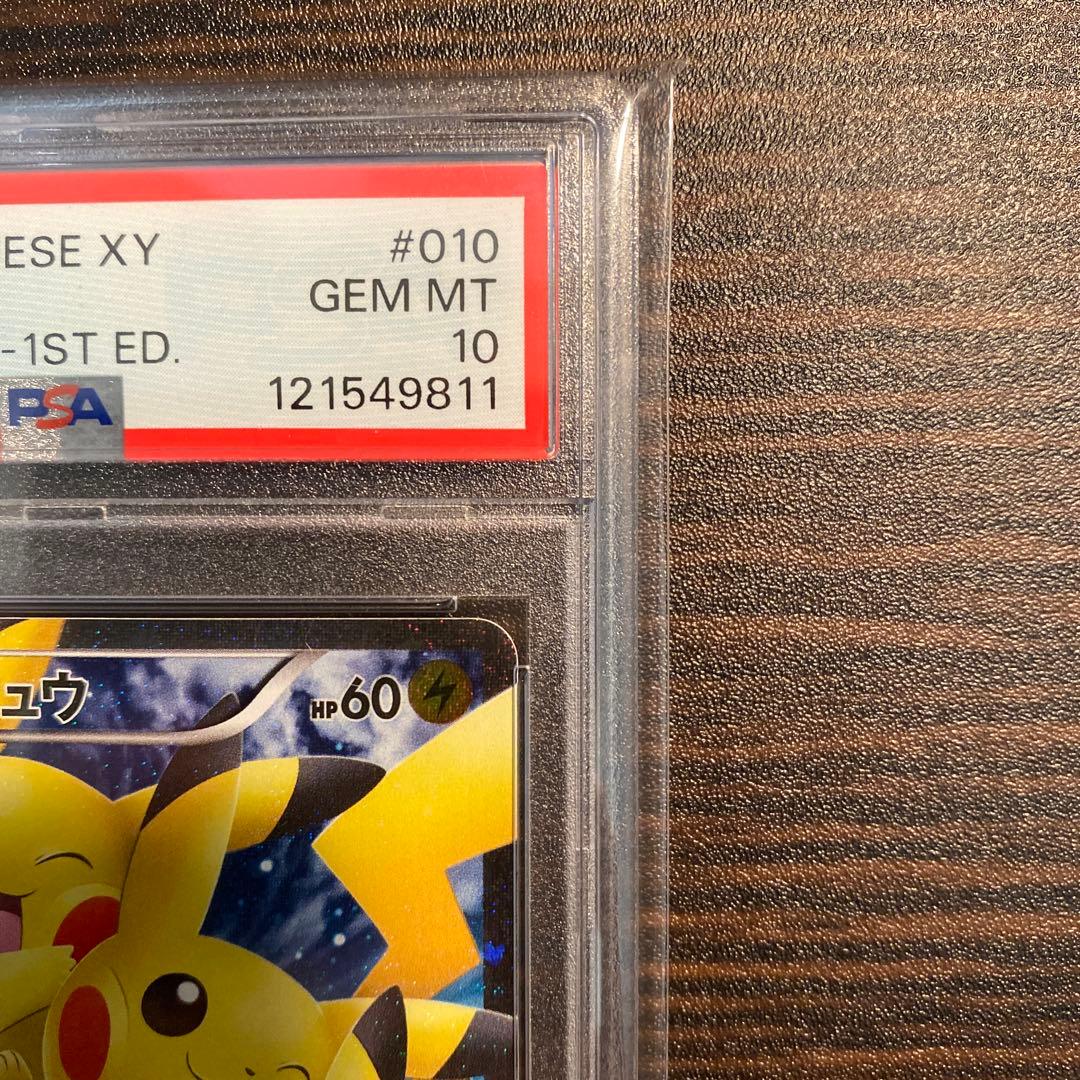 ESE XY #010
GEM MT
-1ST ED. 10
PSA 121549811
ュウ HP60